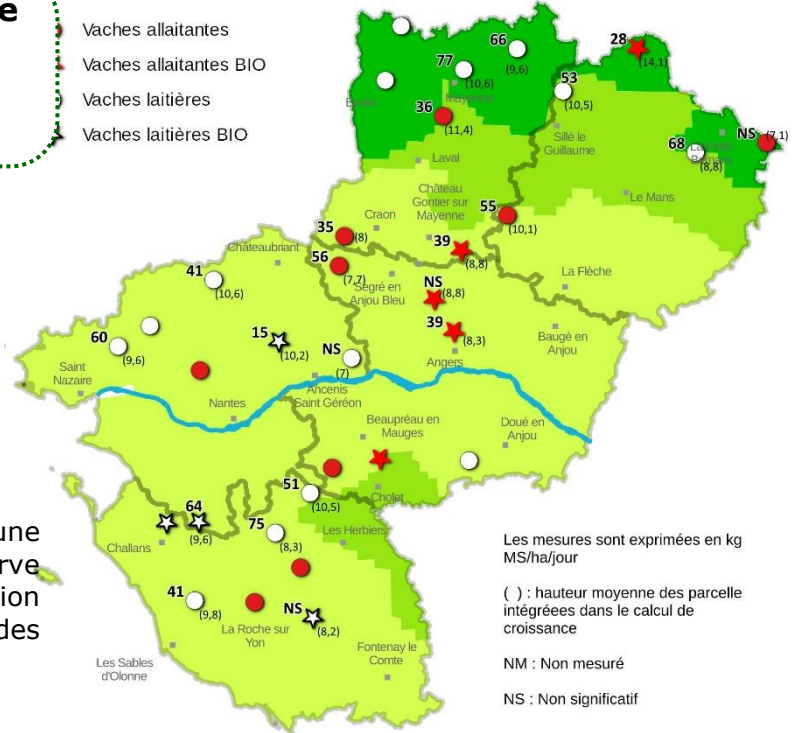 e
Vaches allaitantes
Vaches allaitantes BIO
Vaches laitières
Vaches laitières BIO
66
(9,6)
77
(10,6)
Mayenne
36
(11,4)
28
(14,1)
53
(10,5)
Sillé le
Guillaume
NS
(7,1)
68
(8,8)
Laval
Le Mans
Château
Gontier sur
Mayenne
Craon
35
(8)
55
(10,1)
39
(8,8)
Châteaubriant
56
(7,7)
Segré en
Anjou Bleu
NS
(8,8)
La Flèche
41
(10,6)
39
(8,3)
Angers
Baugé en
Anjou
60
(9,6)
15
(10,2)
NS
(7)
Saint
Nazaire
Ancenis
Saint Géréon
Nantes
Beaupréau en
Mauges
Doué en
Anjou
51
(10,5)
Cholet
64
(9,6)
75
(8,3)
Les Herbiers
Challans
41
(9,8)
NS
(8,2)
La Roche sur
Yon
Fontenay le
Comte
Les Sables
d'Olonne
une
rve
ion
des
Les mesures sont exprimées en kg
MS/ha/jour
( ) : hauteur moyenne des parcelle
intégréees dans le calcul de
croissance
NM : Non mesuré
NS : Non significatif